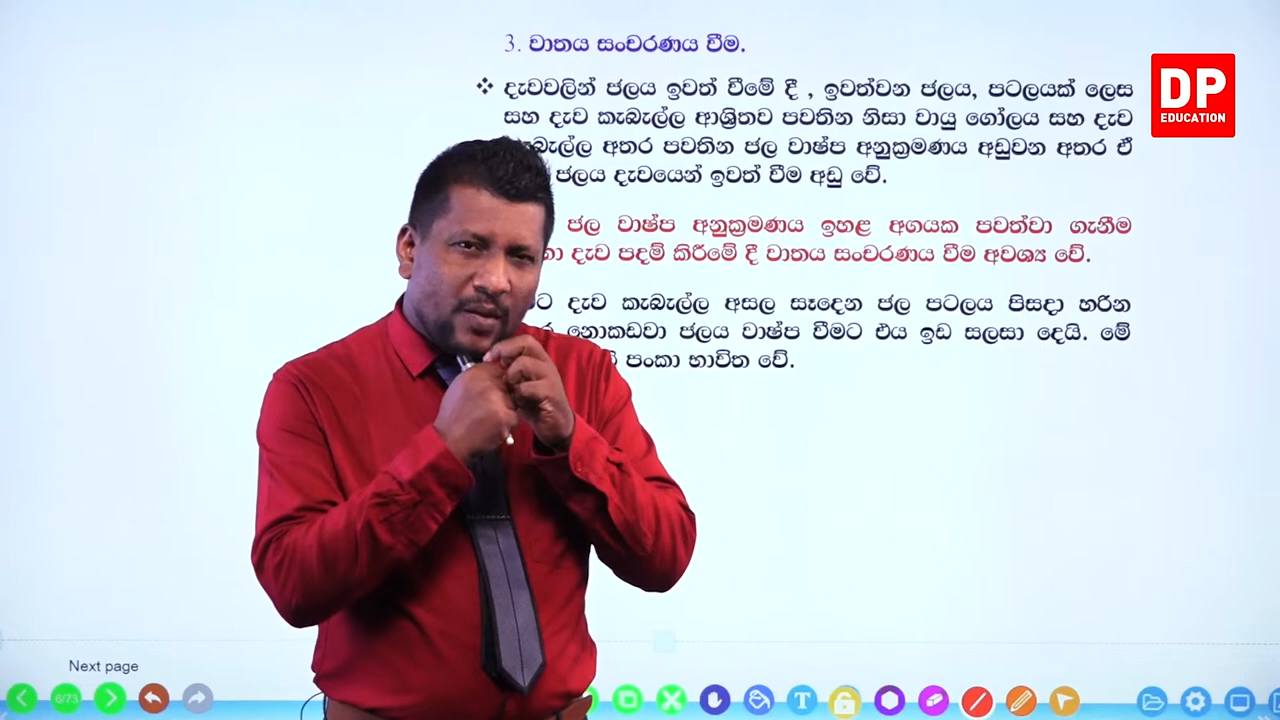 3. වාතය සංචරණය වීම.
❖ දැවවලින් ජලය ඉවත් වීමේ දී , ඉවත්වන ජලය, පටලයක් ලෙස
සහ දැව කැබැල්ල ආශ්‍රිතව පවතින නිසා වායු ගෝලය සහ දැව
අතර පවතින ජල වාෂ්ප අනුක්‍රමණය අඩුවන අතර ඒ
ජලය දැවයෙන් ඉවත් වීම අඩු වේ.
ජල වාෂ්ප අනුක්‍රමණය ඉහළ අගයක පවත්වා ගැනීම
දැව පදම් කිරීමේ දී වාතය සංචරණය වීම අවශ්‍ය වේ.
දැව කැබැල්ල අසල සෑදෙන ජල පටලය පිසදා හරින
නොකඩවා ජලය වාෂ්ප වීමට එය ඉඩ සලසා දෙයි. මේ
පංකා භාවිත වේ.
DP
EDUCATION
Next page
6/73
T